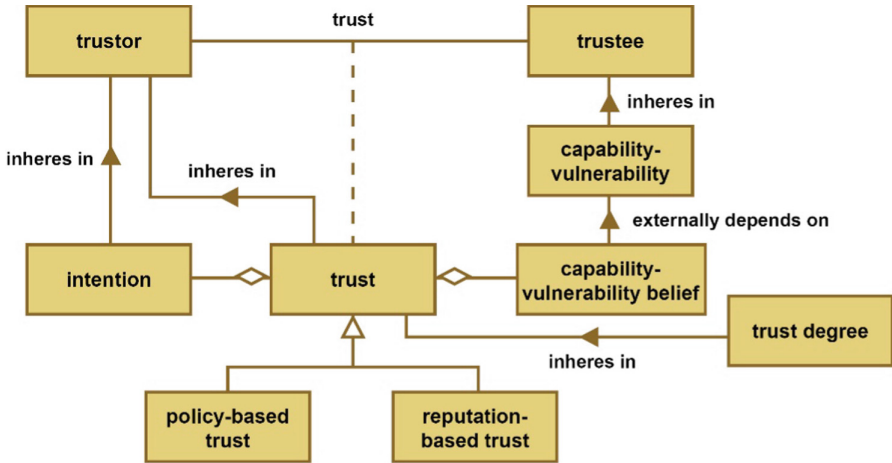 trust
trustor
trustee
inheres in
capability-
vulnerability
inheres in
inheres in
externally depends on
intention
trust
capability-
vulnerability belief
trust degree
inheres in
policy-based
trust
reputation-
based trust